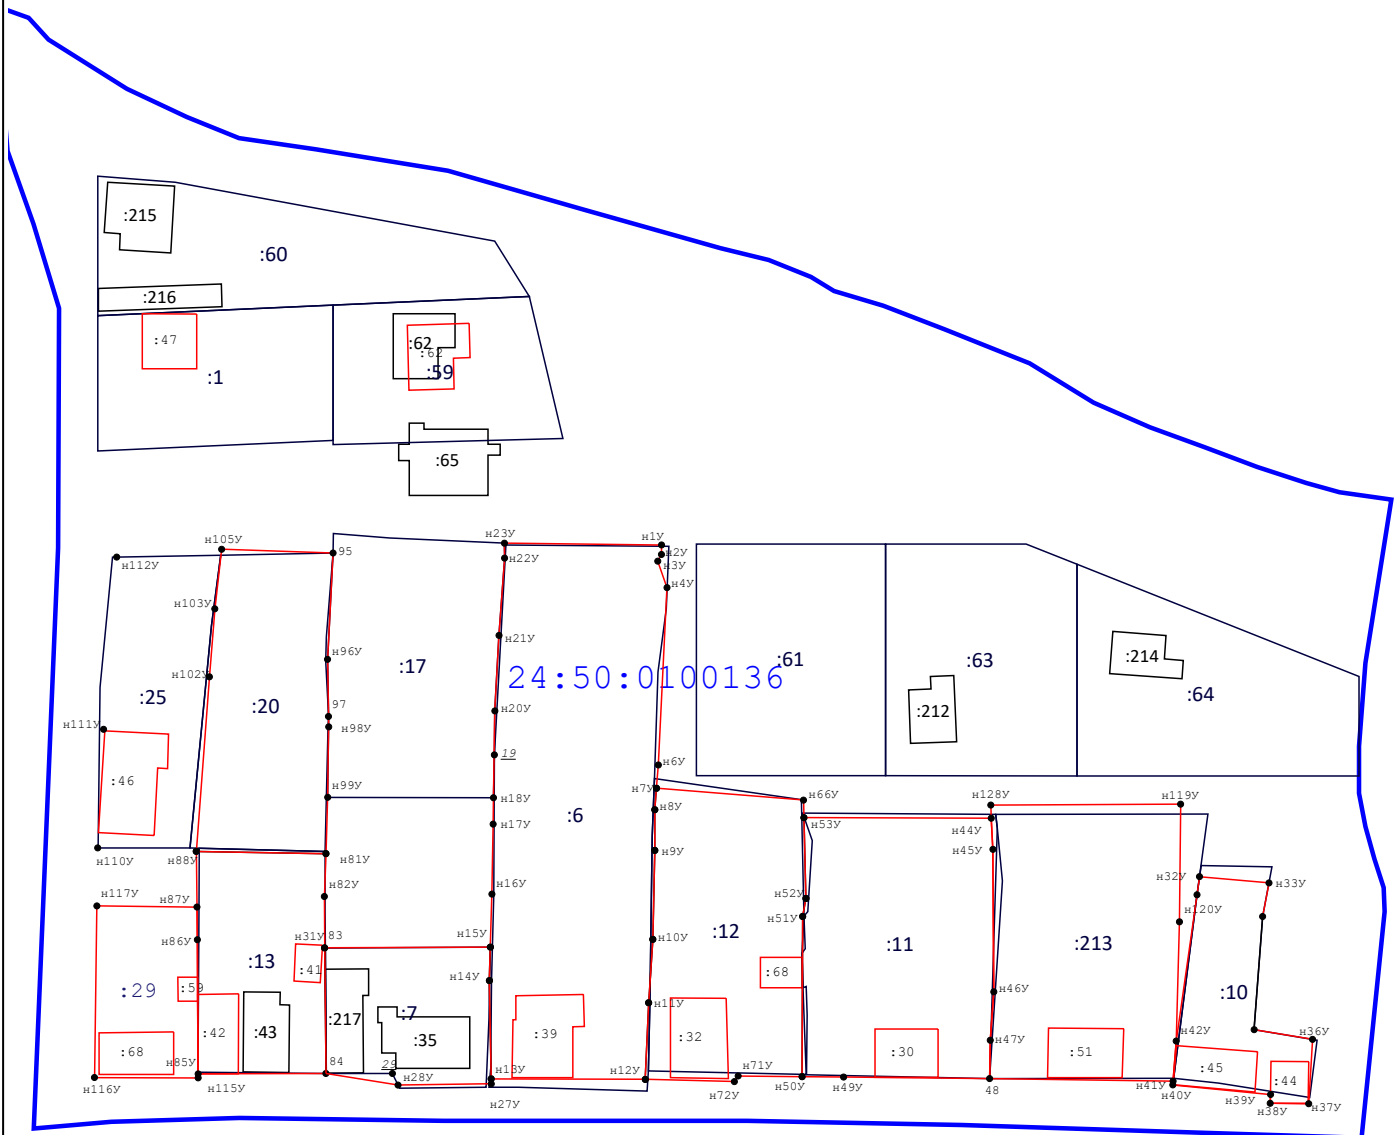 :215
:60
:216
:47
:62
:62
:1
:59
:65
н105У
95
н23У
н1У
н112У
н22У
н2У
н3У
н4У
н103У
н21У
н96У
:17
н102У
24:50:0100136
:61
:63
:214
:64
:25
:20
97
н20У
:212
н111У
н98У
19
:46
н99У
н18У
н6У
н7У
н66У
н128У
н119У
н8У
:6
н17У
н53У
н44У
н110У
н88У
н81У
н9У
н45У
н82У
н16У
н32У
н33У
н117У
н87У
н52У
н120У
н51У
н86У
н31У
83
н15У
н10У
:12
:11
:213
:13
:41
н14У
:68
:29
:59
н46У
:10
н11У
:7
:42
:43
:217
:35
:39
:32
н47У
н42У
н36У
:68
:30
:51
:45
н85У
84
29
н28У
н13У
н12У
н71У
н50У
н49У
48
н41У
:44
н116У
н115У
н27У
н72У
н40У
н39У
н38У
н37У